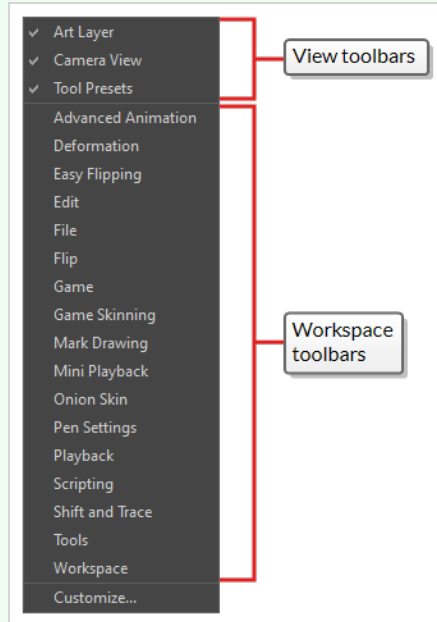 Art Layer
Camera View
Tool Presets
View toolbars
Advanced Animation
Deformation
Easy Flipping
Edit
File
Flip
Game
Game Skinning
Mark Drawing
Mini Playback
Onion Skin
Pen Settings
Playback
Scripting
Shift and Trace
Tools
Workspace
Workspace
toolbars
Customize...